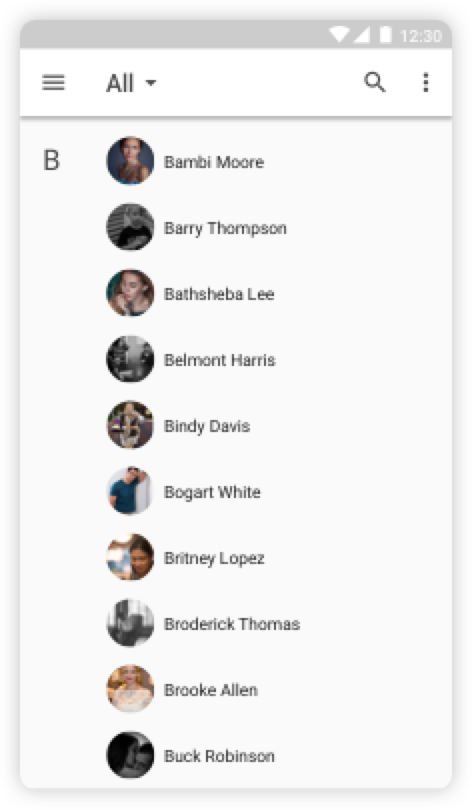 12:30
All
B
Bambi Moore
Barry Thompson
Bathsheba Lee
Belmont Harris
Bindy Davis
Bogart White
Britney Lopez
Broderick Thomas
Brooke Allen
Buck Robinson